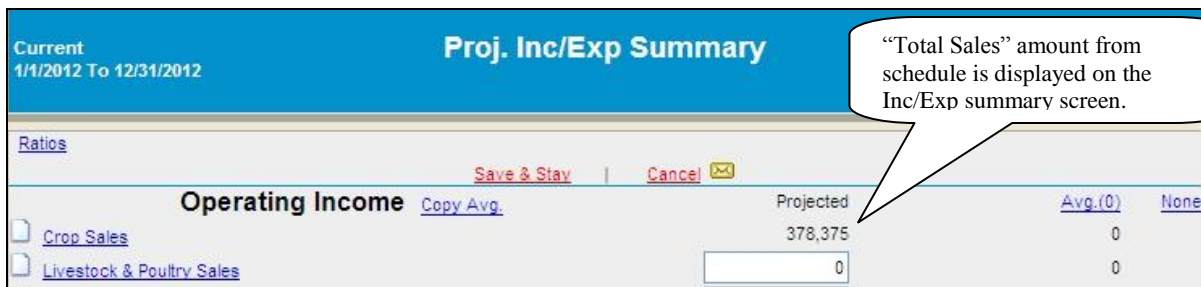 Current
1/1/2012 To 12/31/2012
Proj. Inc/Exp Summary
“Total Sales” amount from
schedule is displayed on the
Inc/Exp summary screen.
Ratios
Save & Stay | Cancel
Operating Income Copy Avg. Projected Avg.(0) None
Crop Sales 378,375 0
Livestock & Poultry Sales 0 0